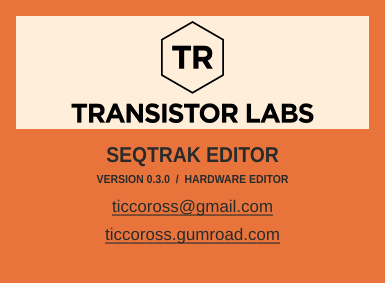 TR
TRANSISTOR LABS
SEQTRAK EDITOR
VERSION 0.3.0 / HARDWARE EDITOR
ticcoross@gmail.com
ticcoross.gumroad.com